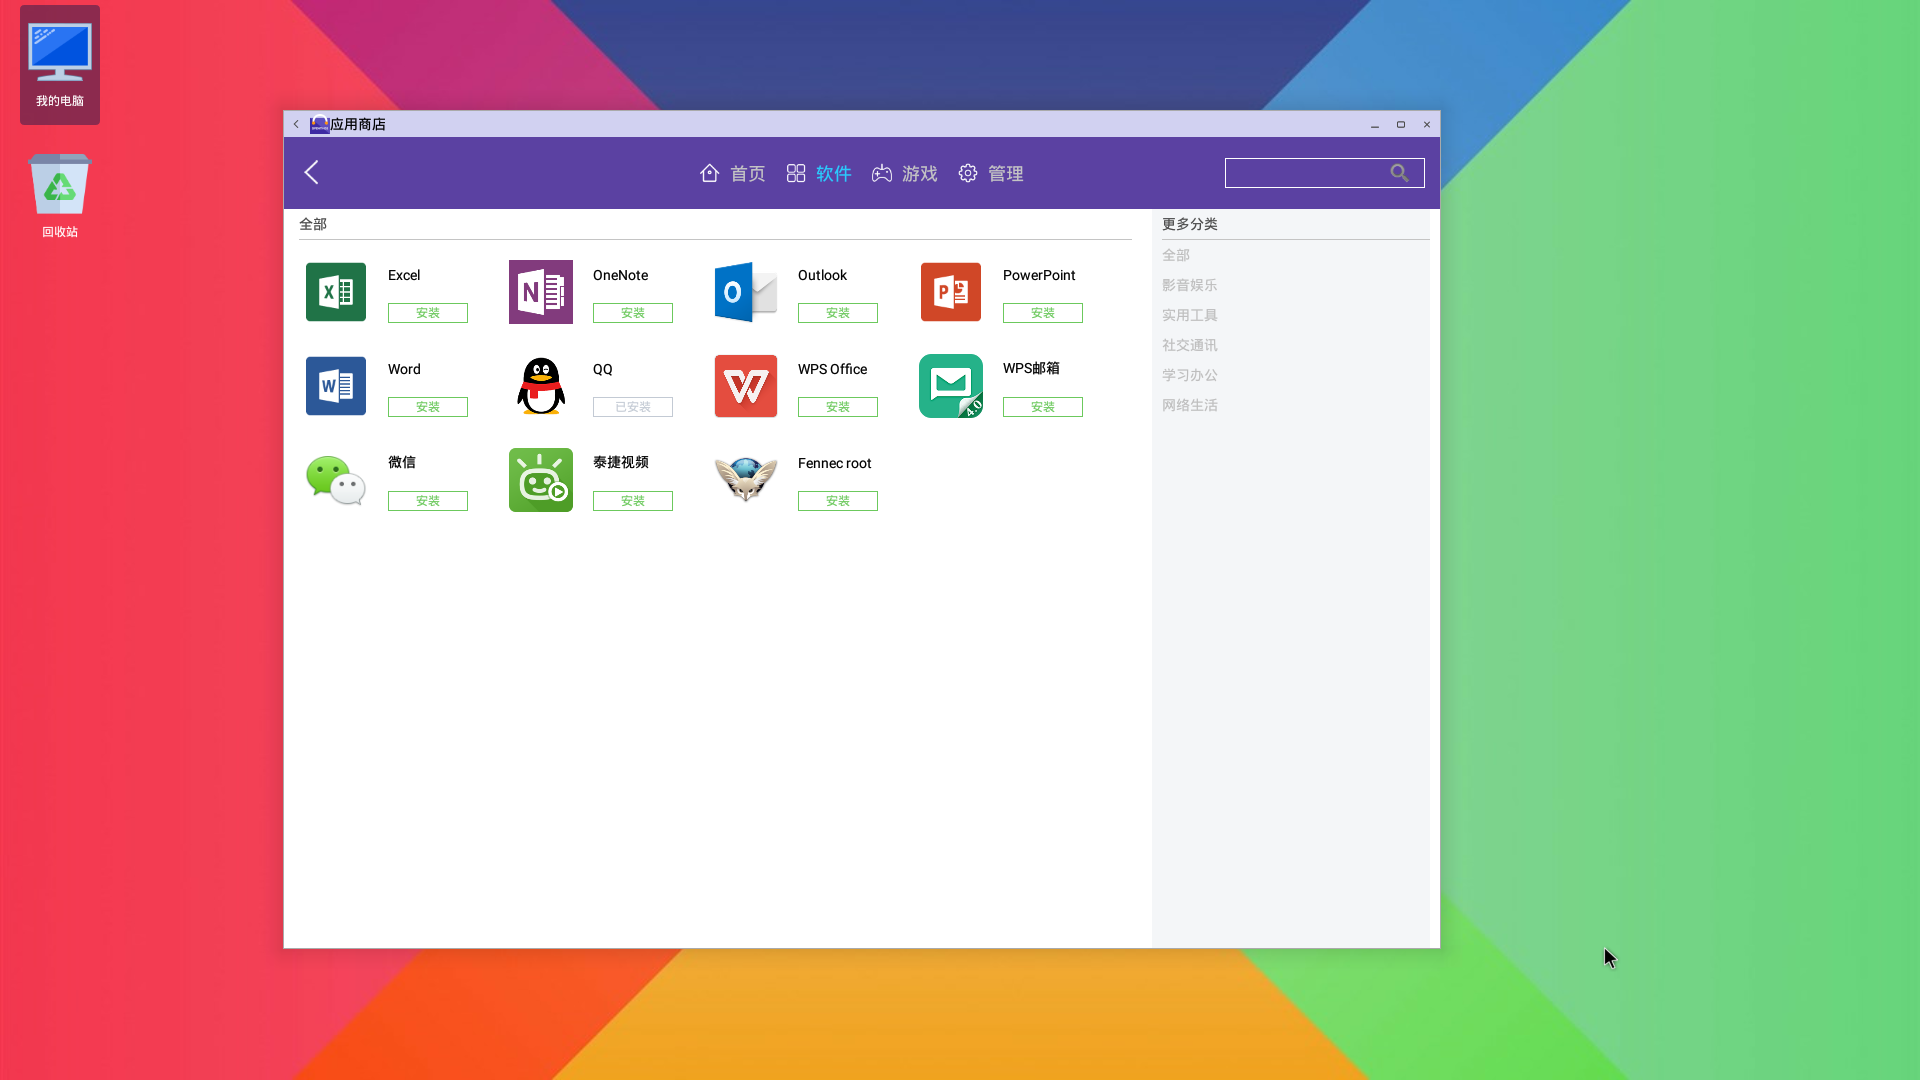 我的电脑
回收站
应用商店
首页 软件 游戏 管理
全部
Excel
安装
OneNote
安装
Outlook
安装
PowerPoint
安装
Word
安装
QQ
已安装
WPS Office
安装
WPS邮箱
安装
4.0
微信
安装
泰捷视频
安装
Fennec root
安装
更多分类
全部
影音娱乐
实用工具
社交通讯
学习办公
网络生活